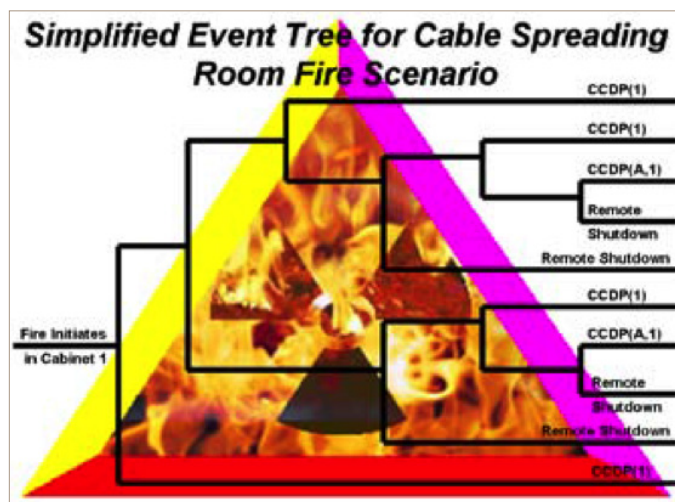 Simplified Event Tree for Cable Spreading
Room Fire Scenario
CCDP(1)
CCDP(1)
CCDP(A,1)
Remote
Shutdown
Remote Shutdown
CCDP(1)
Fire Initiates
in Cabinet 1
CCDP(A,1)
Remote
Shutdown
Remote Shutdown
CCDP(1)